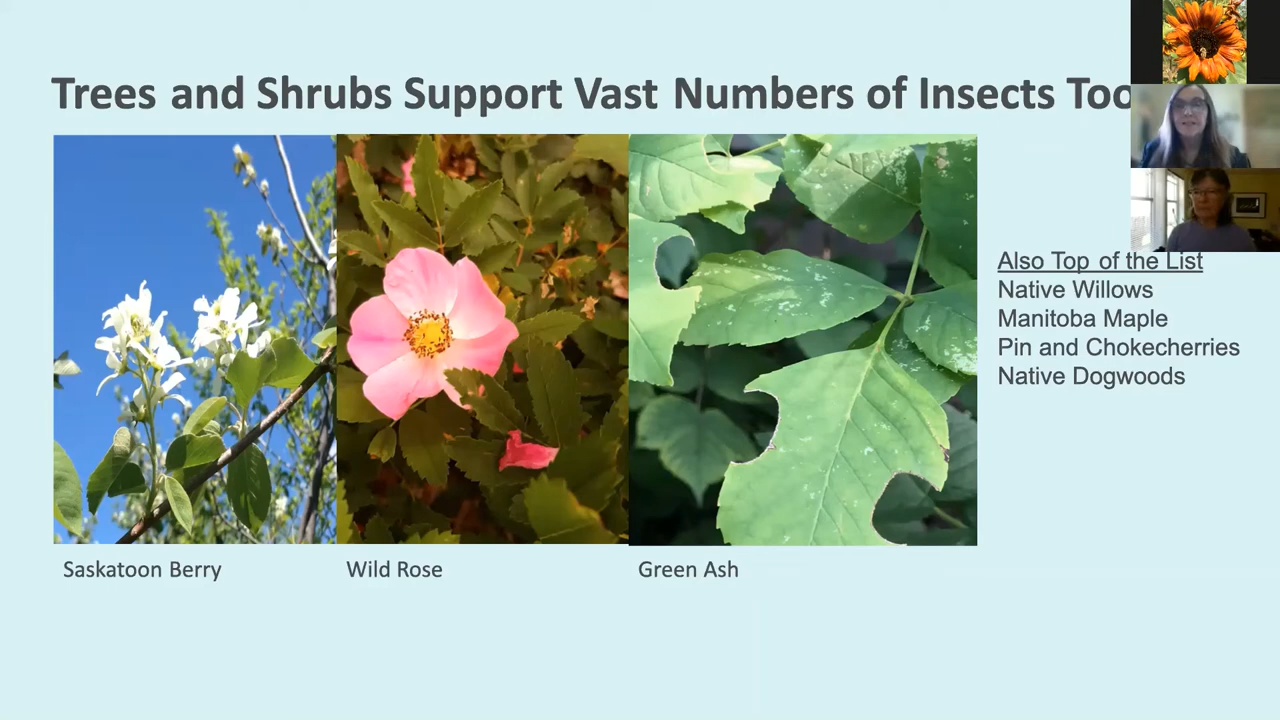 Trees and Shrubs Support Vast Numbers of Insects Too
Also Top of the List
Native Willows
Manitoba Maple
Pin and Chokecherries
Native Dogwoods
Saskatoon Berry
Wild Rose
Green Ash